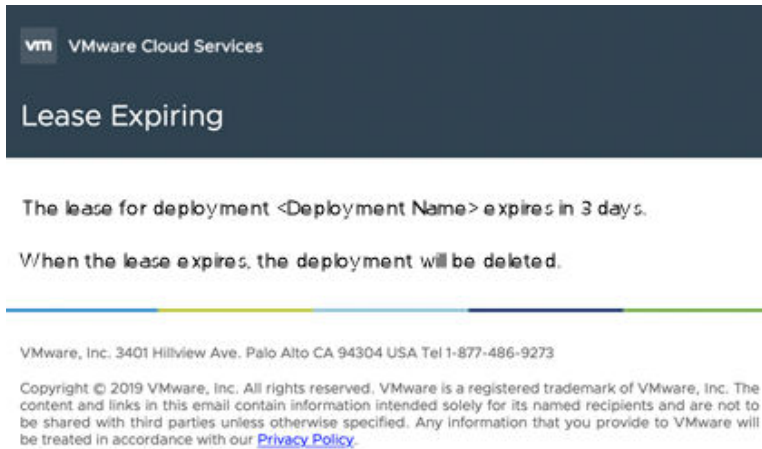 vm VMware Cloud Services
Lease Expiring
The lease for deployment <Deployment Name> expires in 3 days.
When the lease expires, the deployment will be deleted.
VMware, Inc. 3401 Hillview Ave. Palo Alto CA 94304 USA Tel 1-877-486-9273
Copyright © 2019 VMware, Inc. All rights reserved. VMware is a registered trademark of VMware, Inc. The
content and links in this email contain information intended solely for its named recipients and are not to
be shared with third parties unless otherwise specified. Any information that you provide to VMware will
be treated in accordance with our Privacy Policy.